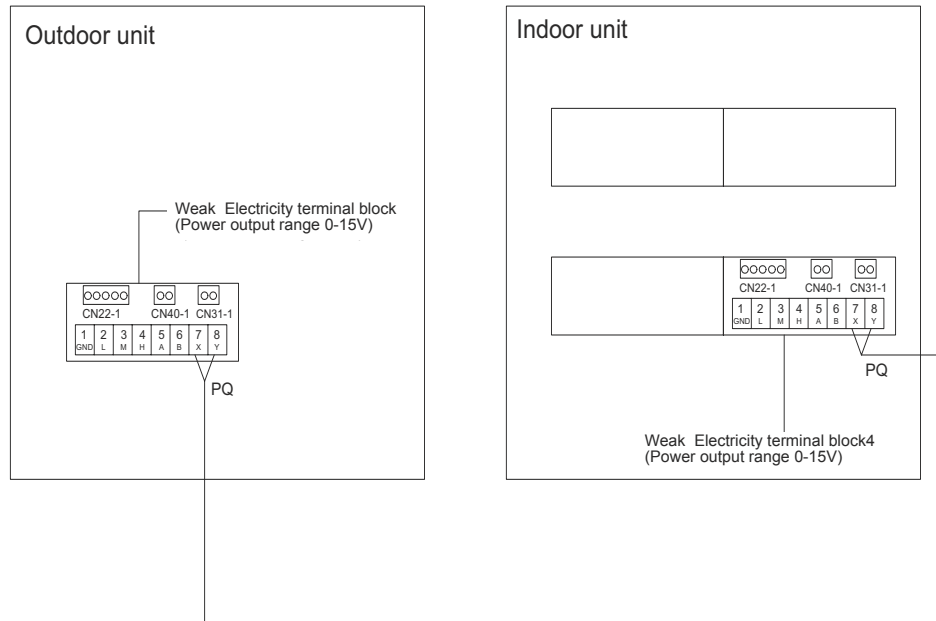 Outdoor unit
Weak Electricity terminal block
(Power output range 0-15V)
CN22-1 CN40-1 CN31-1
1 2 3 4 5 6 7 8
GND L M H A B X Y
PQ
Indoor unit
CN22-1 CN40-1 CN31-1
1 2 3 4 5 6 7 8
GND L M H A B X Y
PQ
Weak Electricity terminal block4
(Power output range 0-15V)